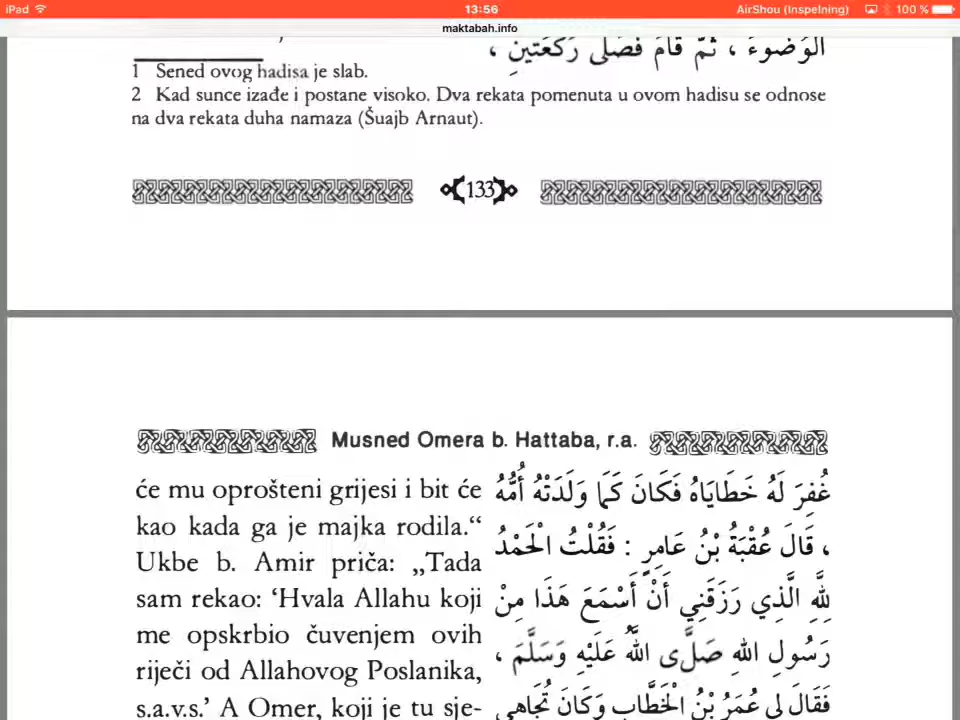 iPad 13:56 AirShou (Inspelning) 100 %
maktabah.info
الوُضُوءَ ، ثُمَّ قَامَ فَصَلَّى رَكْعَتَيْنِ ،
1 Sened ovog hadisa je slab.
2 Kad sunce izađe i postane visoko. Dva rekata pomenuta u ovom hadisu se odnose
na dva rekata duha namaza (Šuajb Arnaut).
133
Musned Omera b. Hattaba, r.a.
će mu oprošteni grijesi i bit će
kao kada ga je majka rodila.“
Ukbe b. Amir priča: „Tada
sam rekao: ‘Hvala Allahu koji
me opskrbio čuvenjem ovih
riječi od Allahovog Poslanika,
s.a.v.s.’ A Omer, koji je tu sje-
غُفِرَ لَهُ خَطَايَاهُ فَكَانَ كَمَا وَلَدَتْهُ أُمُّهُ
، قَالَ عُقْبَةُ بْنُ عَامِرٍ : فَقُلْتُ الْحَمْدُ
لِلَّهِ الَّذِي رَزَقَنِي أَنْ أَسْمَعَ هَذَا مِنْ
رَسُولِ اللهِ صَلَّى اللهُ عَلَيْهِ وَسَلَّمَ ،
فَقَالَ لِي عُمَرُ بْنُ الْخَطَّابِ وَكَانَ تُجَاهِي